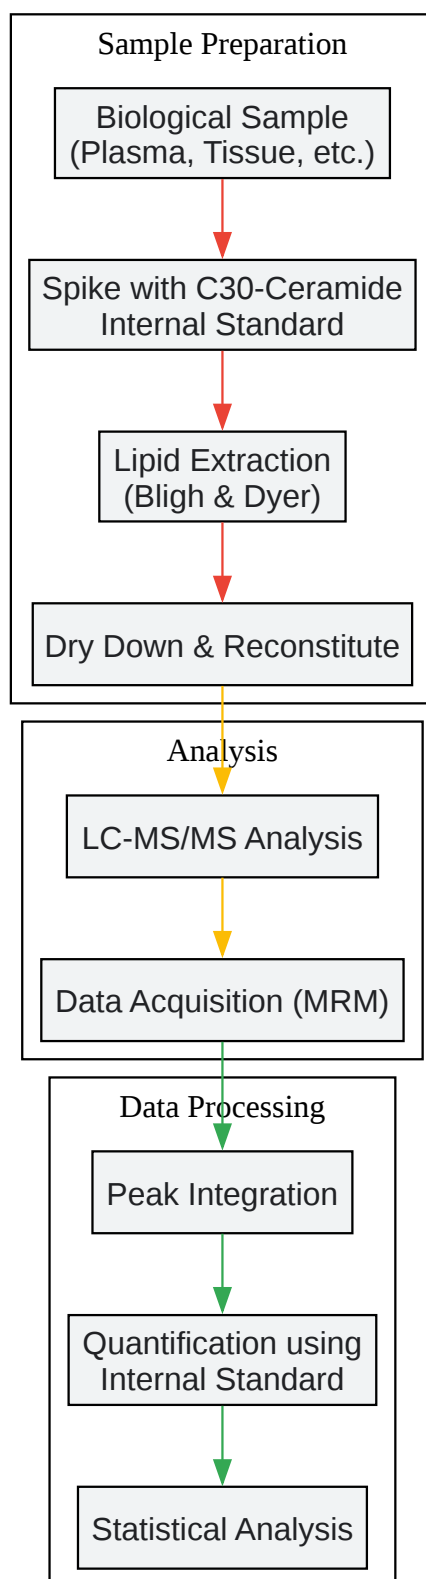 Sample Preparation
Biological Sample
(Plasma, Tissue, etc.)
Spike with C30-Ceramide
Internal Standard
Lipid Extraction
(Bligh & Dyer)
Dry Down & Reconstitute
Analysis
LC-MS/MS Analysis
Data Acquisition (MRM)
Data Processing
Peak Integration
Quantification using
Internal Standard
Statistical Analysis